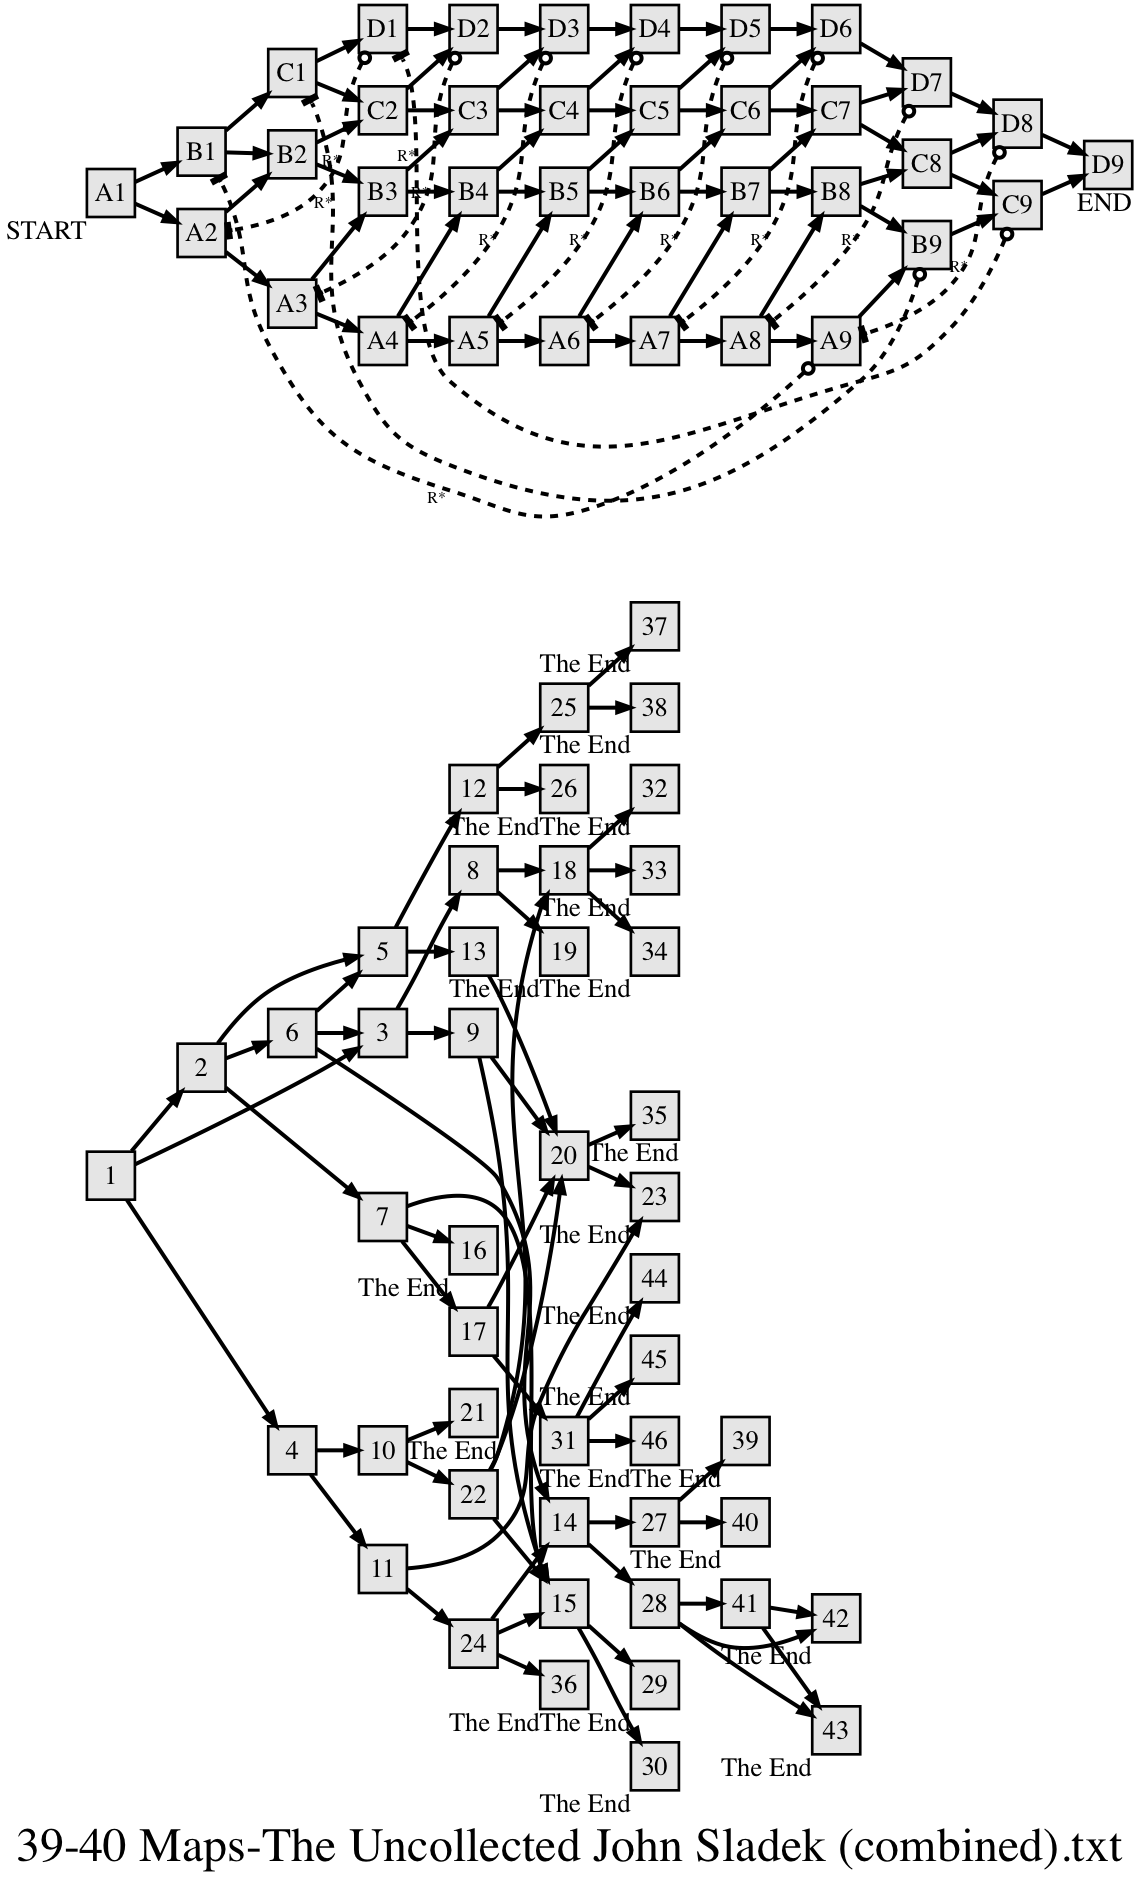 D1 D2 D3 D4 D5 D6
C1 D7
C2 C3 C4 C5 C6 C7 D8
B1 B2 R* R* C8 D9
A1 B3 R* B4 B5 B6 B7 B8 C9 END
START A2 R* R* R* R* R* R* B9
R*
A3
A4 A5 A6 A7 A8 A9
R*
37
The End
25 38
The End
12 26 32
The End The End
8 18 33
The End
5 13 19 34
The End The End
6 3 9
2
35
1 20 The End
23
7 The End
16 44
The End The End
17 45
The End
21 31 46 39
4 10 The End The End The End
22 14 27 40
The End
11 15 28 41 42
24 The End
36 29
The End The End 43
30 The End
The End
39-40 Maps-The Uncollected John Sladek (combined).txt